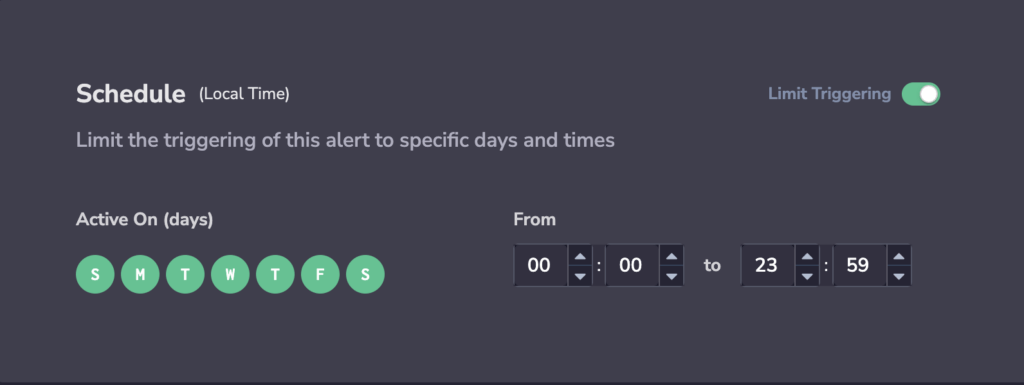 Schedule (Local Time) Limit Triggering
Limit the triggering of this alert to specific days and times
Active On (days) From
S M T W T F S 00 : 00 to 23 : 59